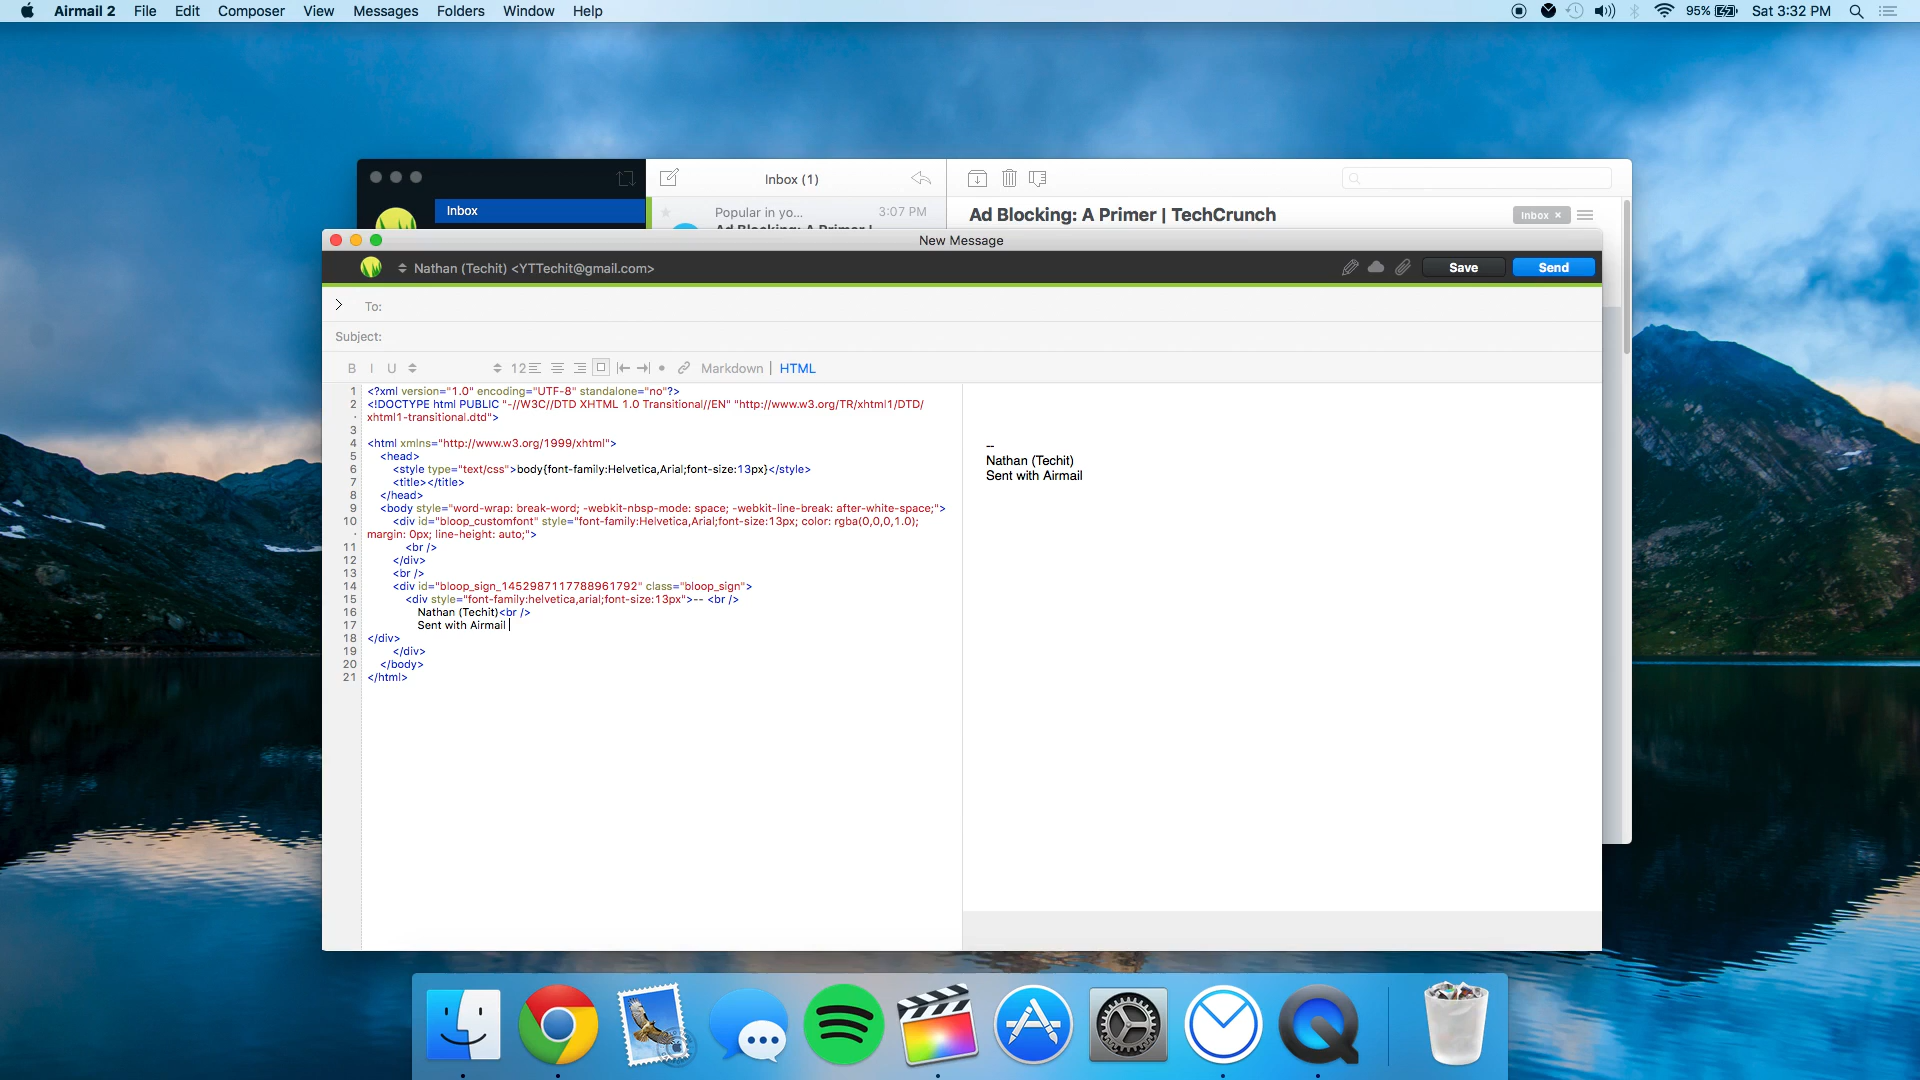 Airmail 2 File Edit Composer View Messages Folders Window Help 95% Sat 3:32 PM
Inbox (1)
Inbox
Popular in yo... 3:07 PM
Ad Blocking: A Primer | TechCrunch
Inbox ×
New Message
Nathan (Techit) <YTTechit@gmail.com>
Save Send
To:
Subject:
B I U 12 Markdown | HTML
1 <?xml version="1.0" encoding="UTF-8" standalone="no"?>
2 <!DOCTYPE html PUBLIC "-//W3C//DTD XHTML 1.0 Transitional//EN" "http://www.w3.org/TR/xhtml1/DTD/
xhtml1-transitional.dtd">
3
4 <html xmlns="http://www.w3.org/1999/xhtml">
5 <head>
6 <style type="text/css">body{font-family:Helvetica,Arial;font-size:13px}</style>
7 <title></title>
8 </head>
9 <body style="word-wrap: break-word; -webkit-nbsp-mode: space; -webkit-line-break: after-white-space;">
10 <div id="bloop_customfont" style="font-family:Helvetica,Arial;font-size:13px; color: rgba(0,0,0,1.0);
margin: 0px; line-height: auto;">
11 <br />
12 </div>
13 <br />
14 <div id="bloop_sign_1452987117788961792" class="bloop_sign">
15 <div style="font-family:helvetica,arial;font-size:13px">-- <br />
16 Nathan (Techit)<br />
17 Sent with Airmail
18 </div>
19 </div>
20 </body>
21 </html>
--
Nathan (Techit)
Sent with Airmail